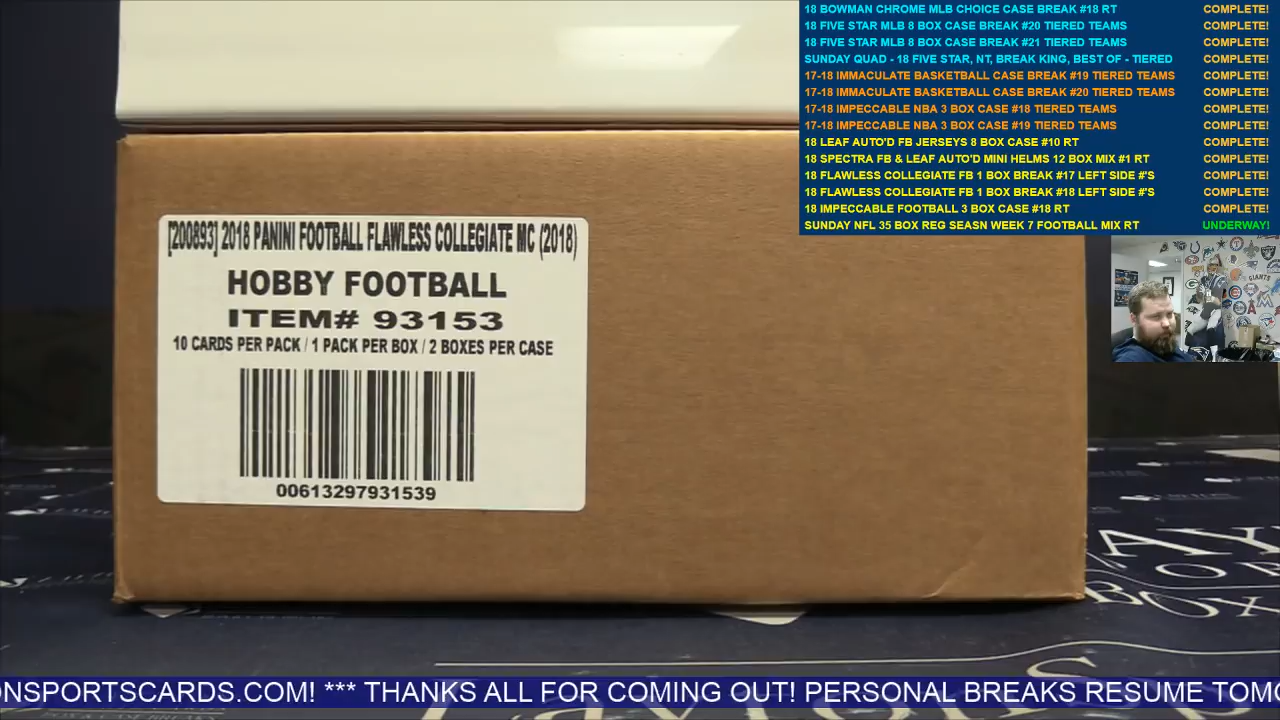 18 BOWMAN CHROME MLB CHOICE CASE BREAK #18 RT COMPLETE!
18 FIVE STAR MLB 8 BOX CASE BREAK #20 TIERED TEAMS COMPLETE!
18 FIVE STAR MLB 8 BOX CASE BREAK #21 TIERED TEAMS COMPLETE!
SUNDAY QUAD - 18 FIVE STAR, NT, BREAK KING, BEST OF - TIERED COMPLETE!
17-18 IMMACULATE BASKETBALL CASE BREAK #19 TIERED TEAMS COMPLETE!
17-18 IMMACULATE BASKETBALL CASE BREAK #20 TIERED TEAMS COMPLETE!
17-18 IMPECCABLE NBA 3 BOX CASE #18 TIERED TEAMS COMPLETE!
17-18 IMPECCABLE NBA 3 BOX CASE #19 TIERED TEAMS COMPLETE!
18 LEAF AUTO'D FB JERSEYS 8 BOX CASE #10 RT COMPLETE!
18 SPECTRA FB & LEAF AUTO'D MINI HELMS 12 BOX MIX #1 RT COMPLETE!
18 FLAWLESS COLLEGIATE FB 1 BOX BREAK #17 LEFT SIDE #'S COMPLETE!
18 FLAWLESS COLLEGIATE FB 1 BOX BREAK #18 LEFT SIDE #'S COMPLETE!
18 IMPECCABLE FOOTBALL 3 BOX CASE #18 RT COMPLETE!
SUNDAY NFL 35 BOX REG SEASN WEEK 7 FOOTBALL MIX RT UNDERWAY!
[200893] 2018 PANINI FOOTBALL FLAWLESS COLLEGIATE MC (2018)
HOBBY FOOTBALL
ITEM# 93153
10 CARDS PER PACK / 1 PACK PER BOX / 2 BOXES PER CASE
00613297931539
ONSPORTSCARDS.COM! *** THANKS ALL FOR COMING OUT! PERSONAL BREAKS RESUME TOMO